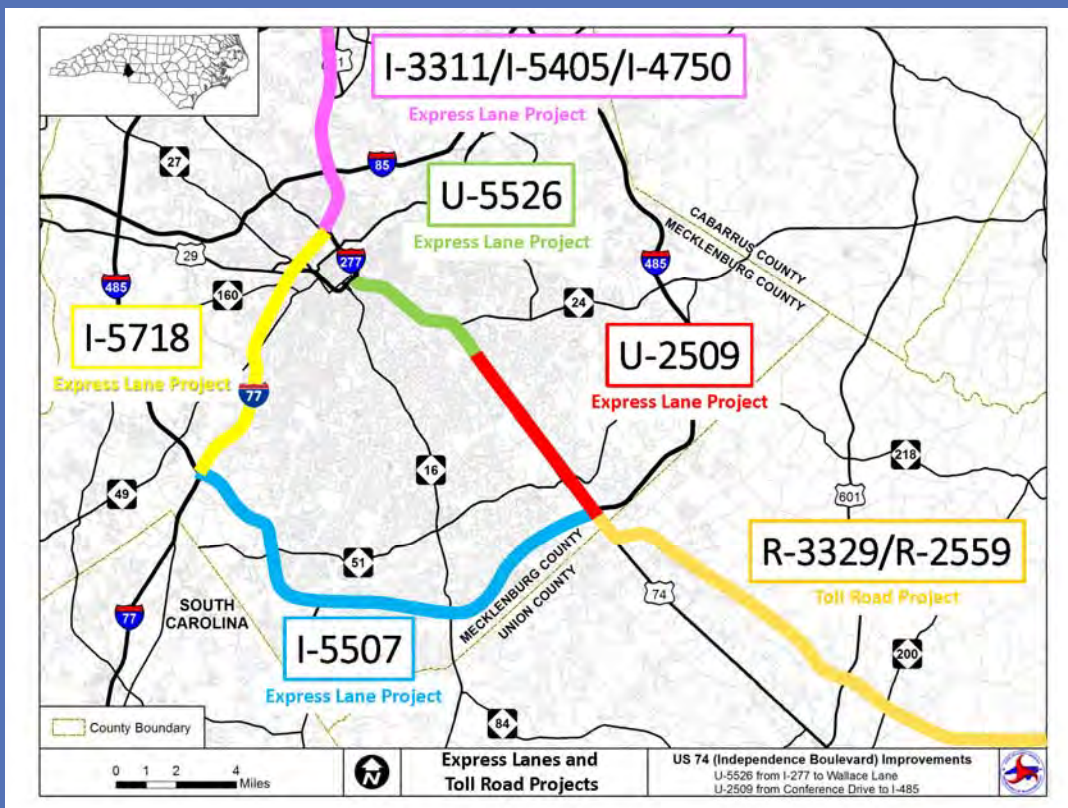 1
I-3311/I-5405/I-4750
Express Lane Project
27
85
U-5526
Express Lane Project
CABARRUS COUNTY
MECKLENBURG COUNTY
29
277
485
485
160
24
I-5718
Express Lane Project
U-2509
Express Lane Project
77
16
218
49
601
51
R-3329/R-2559
Toll Road Project
MECKLENBURG COUNTY
UNION COUNTY
74
SOUTH
CAROLINA
77
I-5507
Express Lane Project
200
84
County Boundary
0 1 2 4
Miles
N
Express Lanes and
Toll Road Projects
US 74 (Independence Boulevard) Improvements
U-5526 from I-277 to Wallace Lane
U-2509 from Conference Drive to I-485